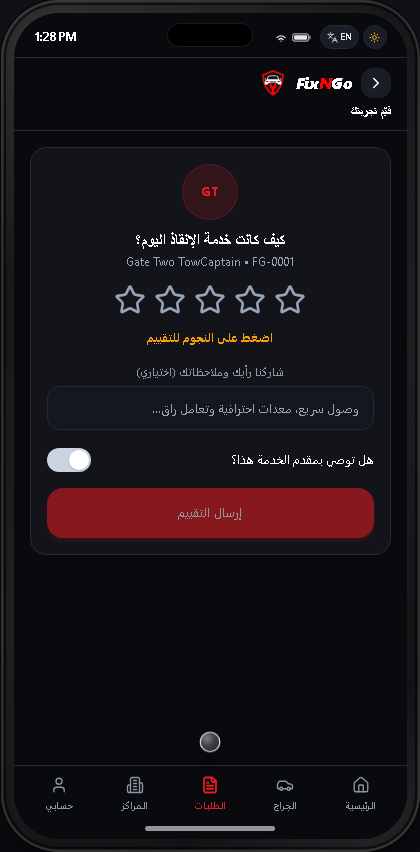 1:28 PM
EN
FixNGo
قيّم تجربتك
GT
كيف كانت خدمة الإنقاذ اليوم؟
Gate Two TowCaptain • FG-0001
اضغط على النجوم للتقييم
شاركنا رأيك وملاحظاتك (اختياري)
وصول سريع، معدات احترافية وتعامل راقٍ...
هل توصي بمقدم الخدمة هذا؟
إرسال التقييم
الرئيسية
الجراج
الطلبات
المراكز
حسابي